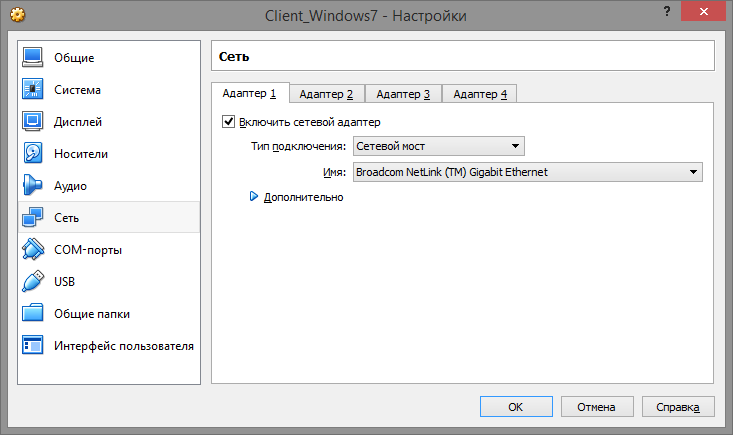 Client_Windows7 - Настройки
?
Общие
Система
Дисплей
Носители
Аудио
Сеть
COM-порты
USB
Общие папки
Интерфейс пользователя
Сеть
Адаптер 1 Адаптер 2 Адаптер 3 Адаптер 4
Включить сетевой адаптер
Тип подключения: Сетевой мост
Имя: Broadcom NetLink (TM) Gigabit Ethernet
Дополнительно
OK Отмена Справка